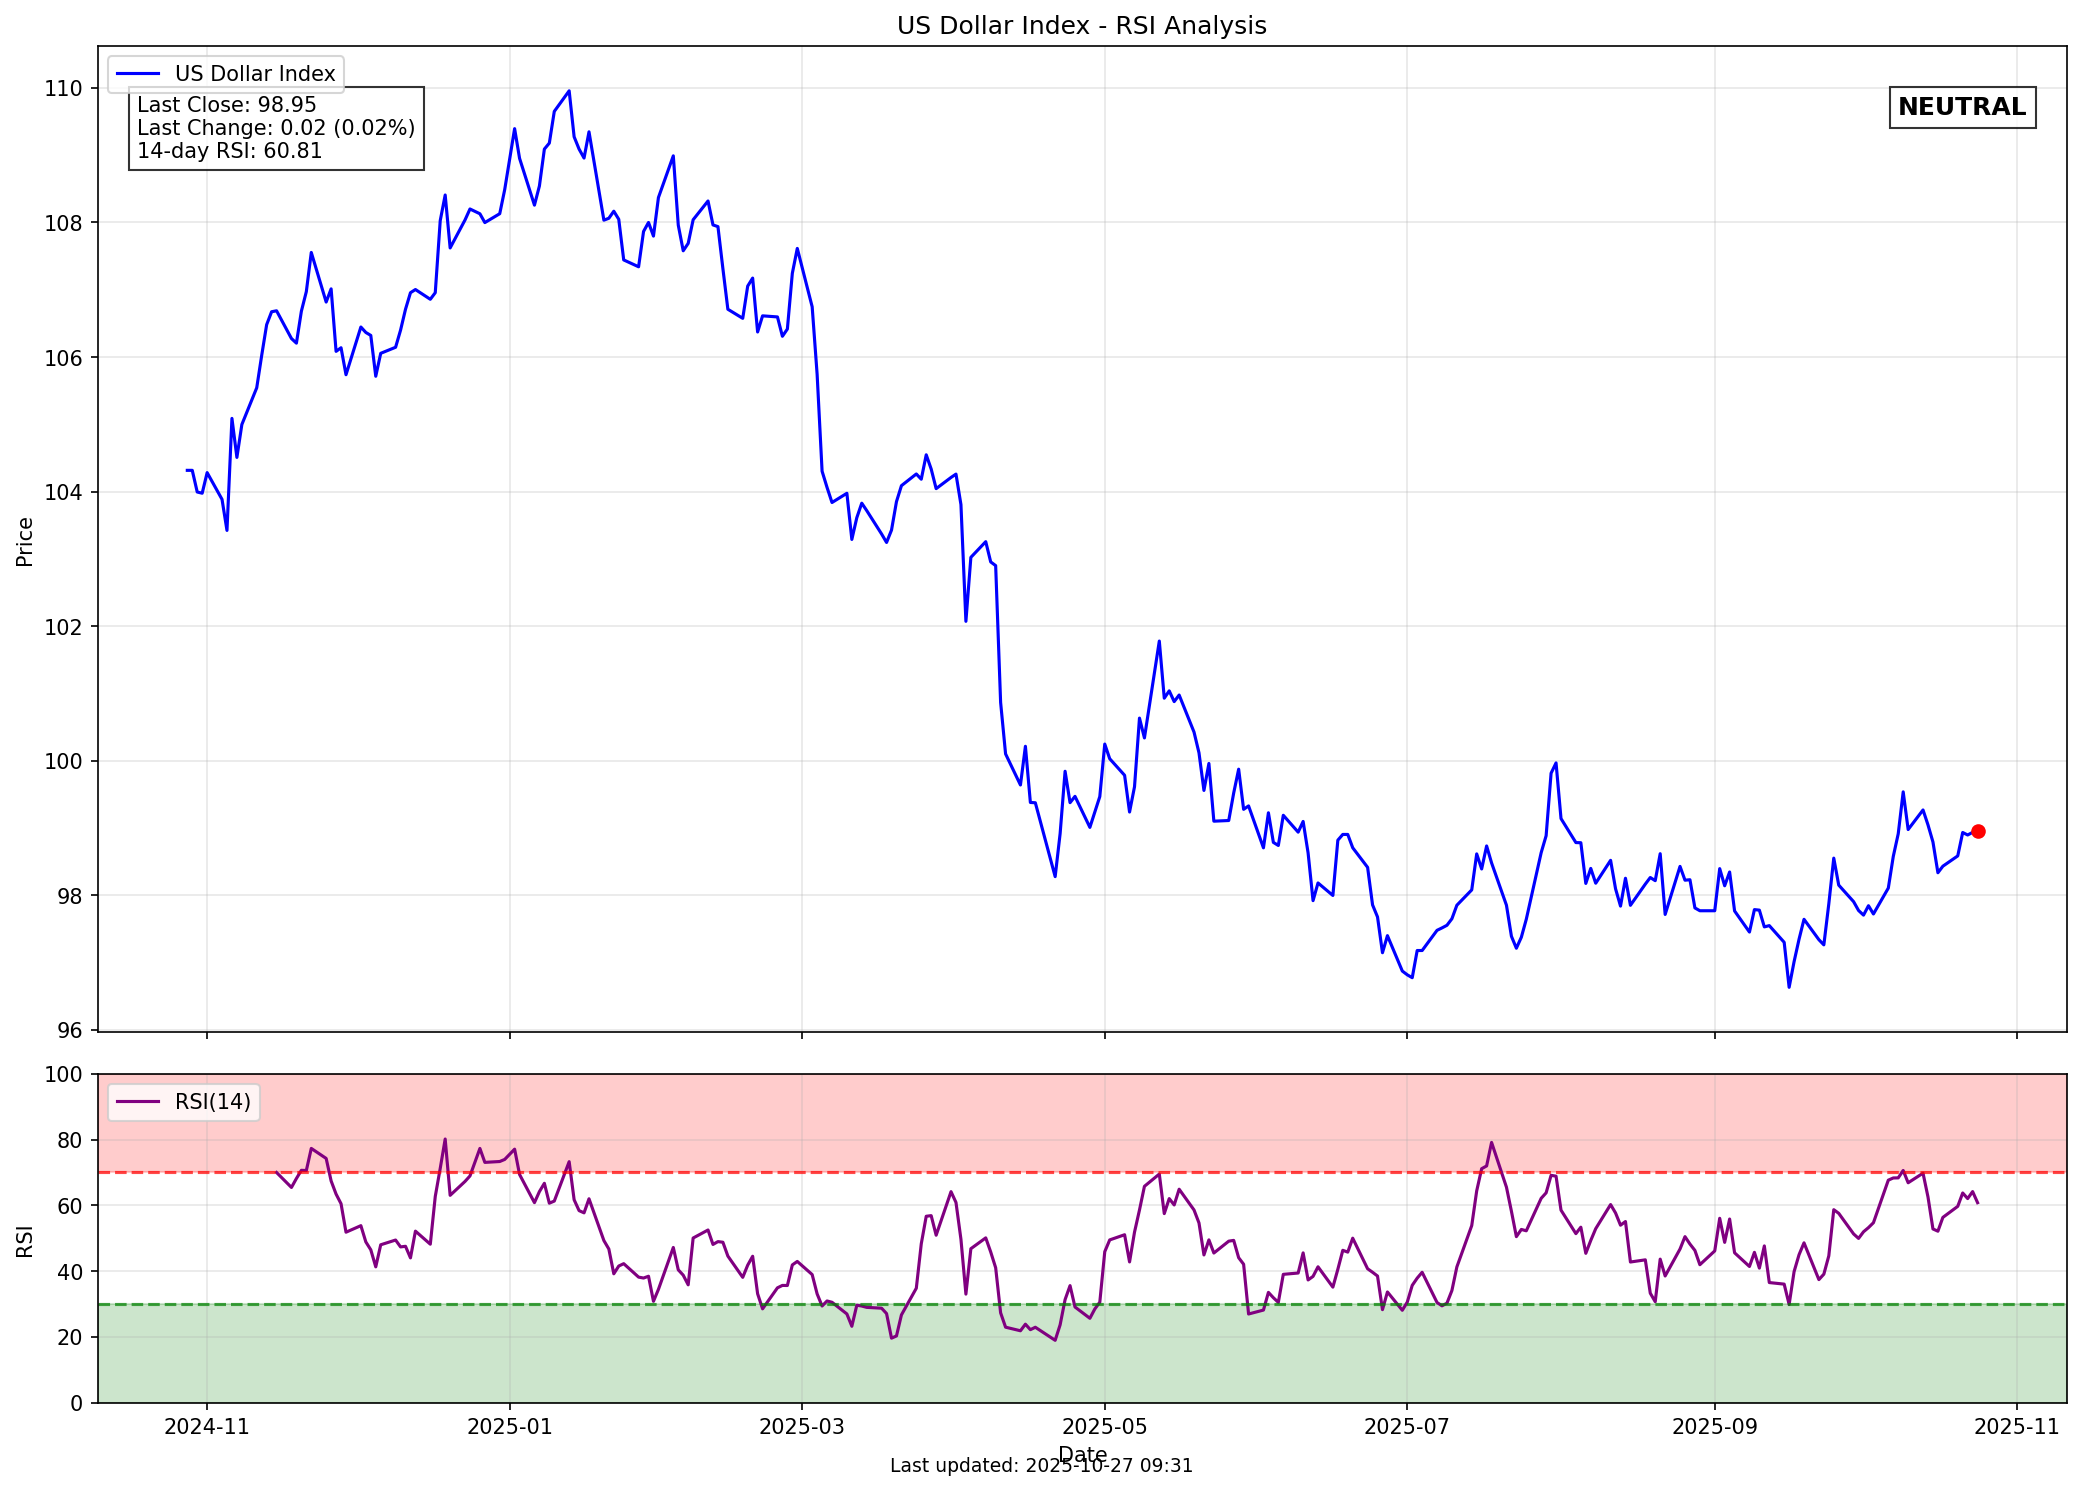 US Dollar Index - RSI Analysis
US Dollar Index
Last Close: 98.95
Last Change: 0.02 (0.02%)
14-day RSI: 60.81
NEUTRAL
110
108
106
104
102
100
98
96
Price
RSI(14)
100
80
60
40
20
0
RSI
2024-11
2025-01
2025-03
2025-05
2025-07
2025-09
2025-11
Date
Last updated: 2025-10-27 09:31